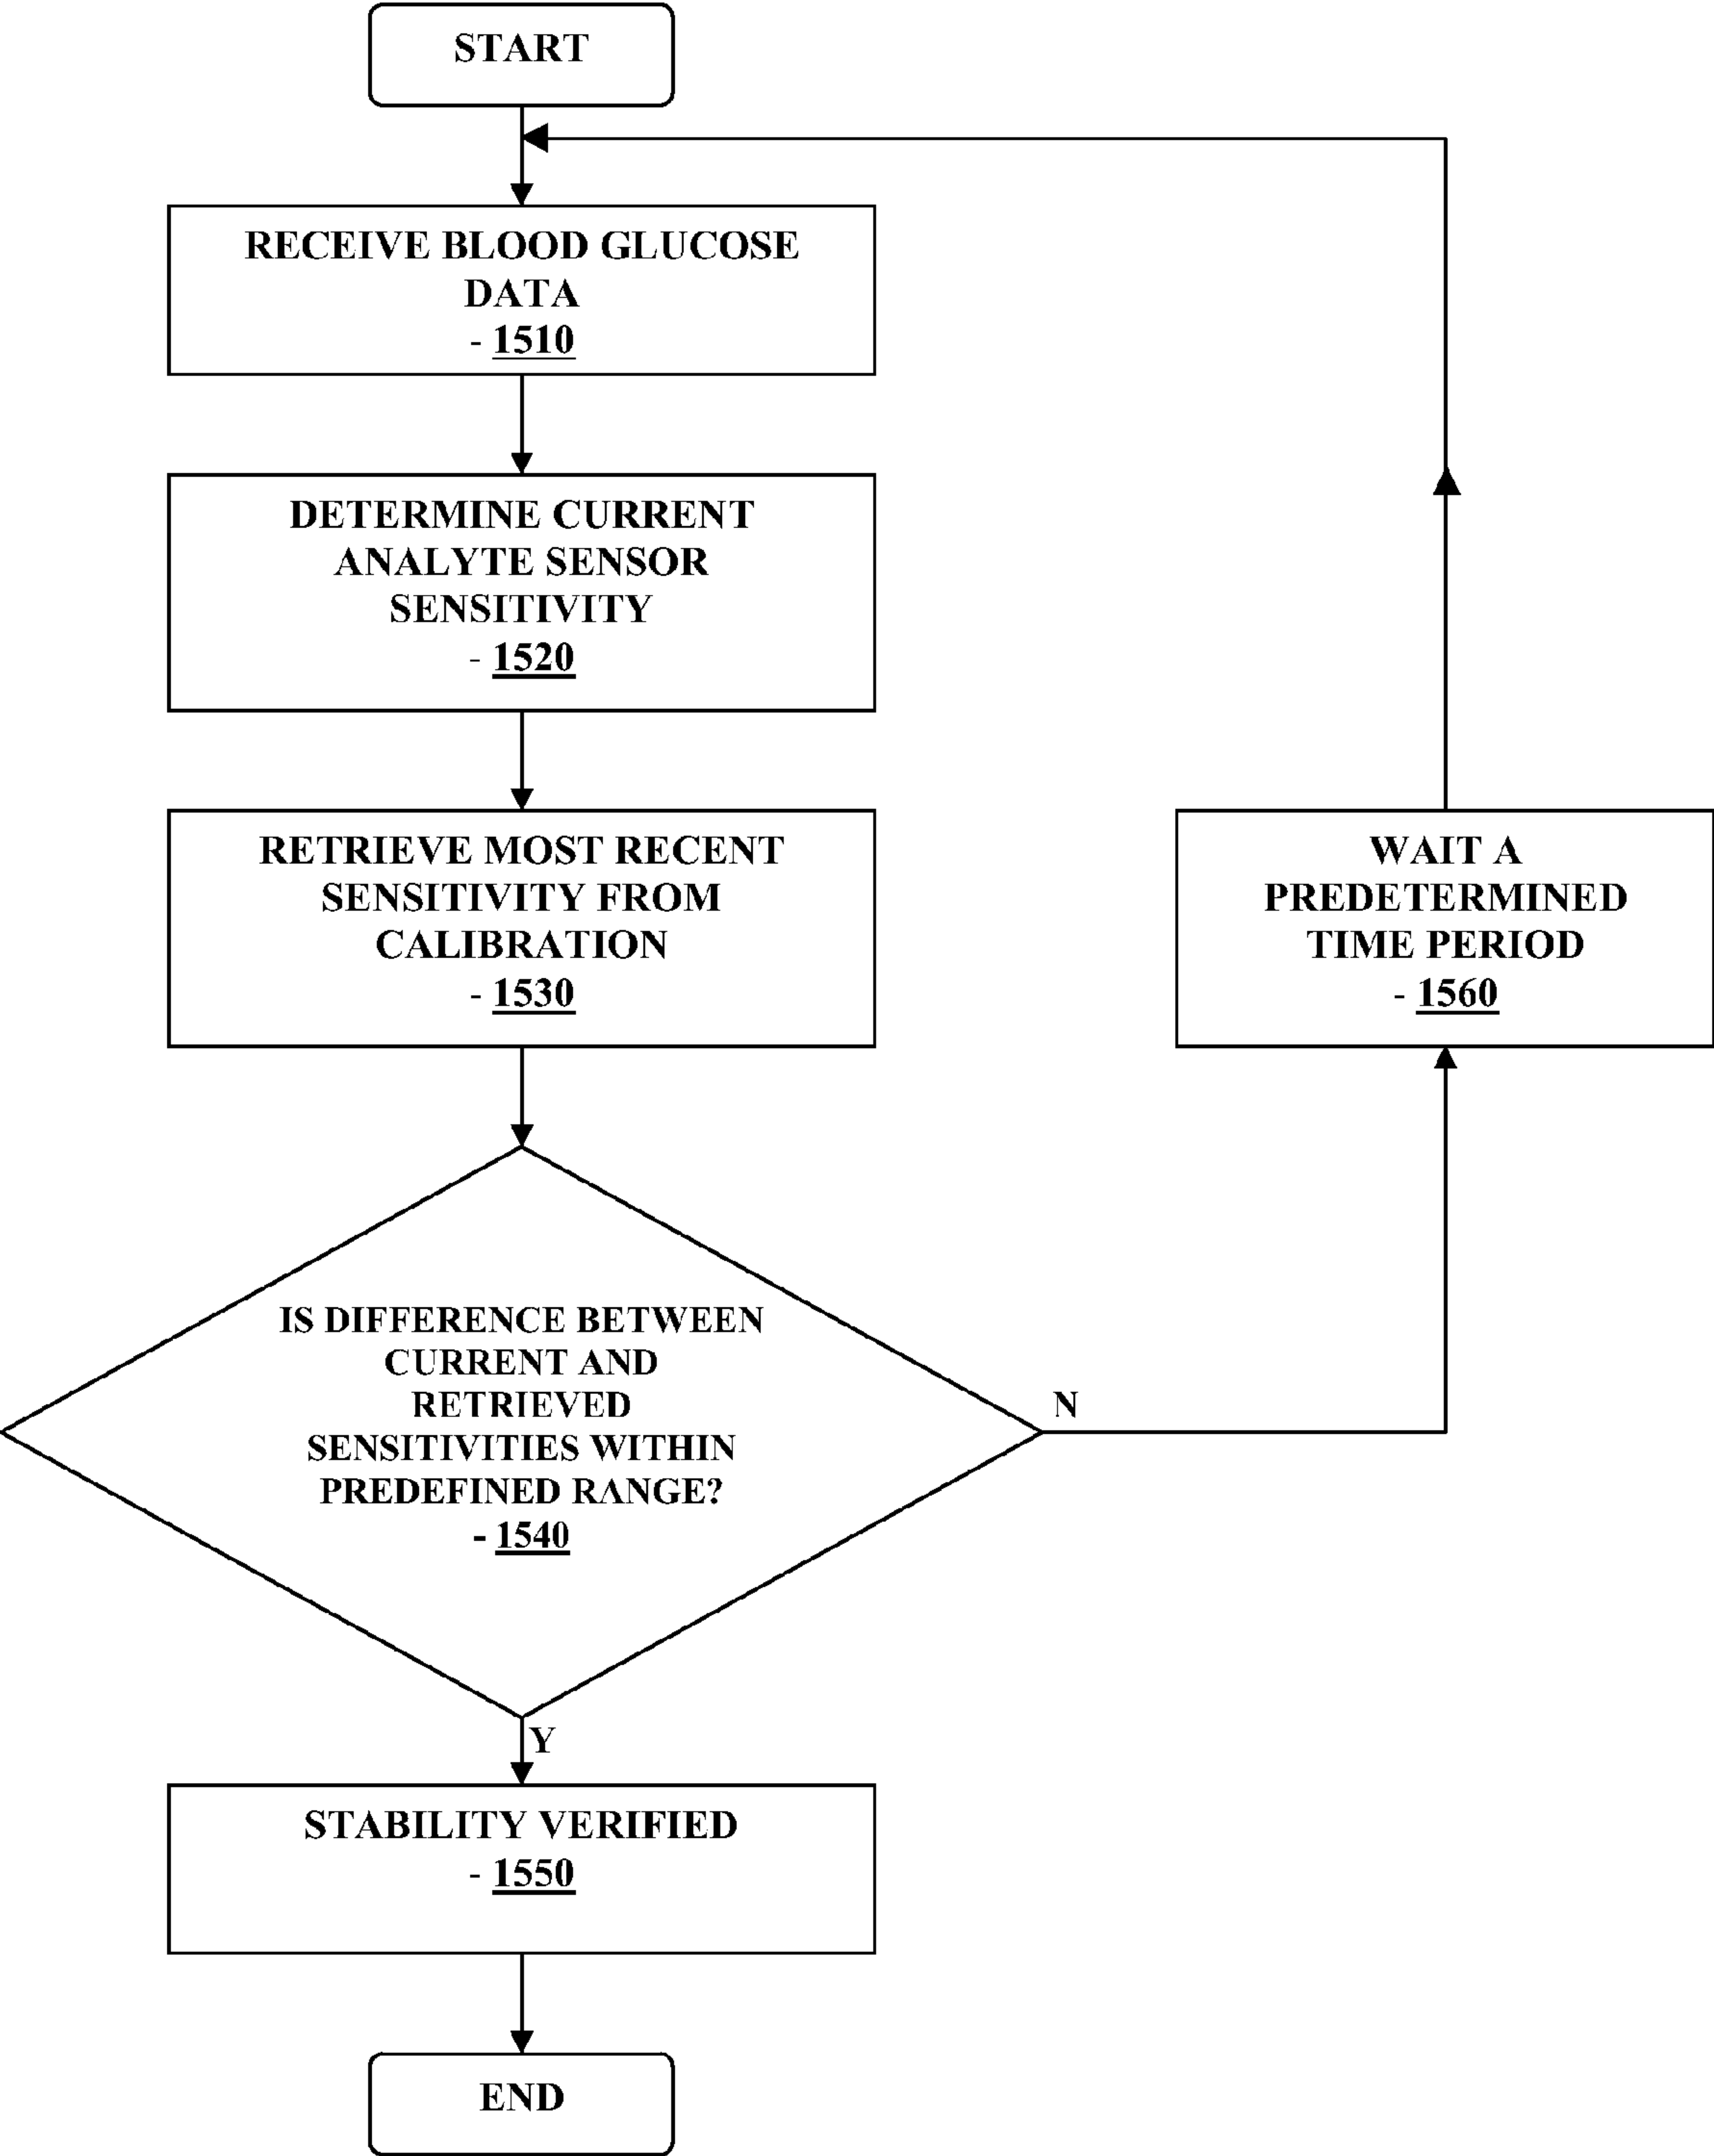 START
RECEIVE BLOOD GLUCOSE
DATA
- 1510
DETERMINE CURRENT
ANALYTE SENSOR
SENSITIVITY
- 1520
RETRIEVE MOST RECENT
SENSITIVITY FROM
CALIBRATION
- 1530
WAIT A
PREDETERMINED
TIME PERIOD
- 1560
IS DIFFERENCE BETWEEN
CURRENT AND
RETRIEVED
SENSITIVITIES WITHIN
PREDEFINED RANGE?
- 1540
N
Y
STABILITY VERIFIED
- 1550
END